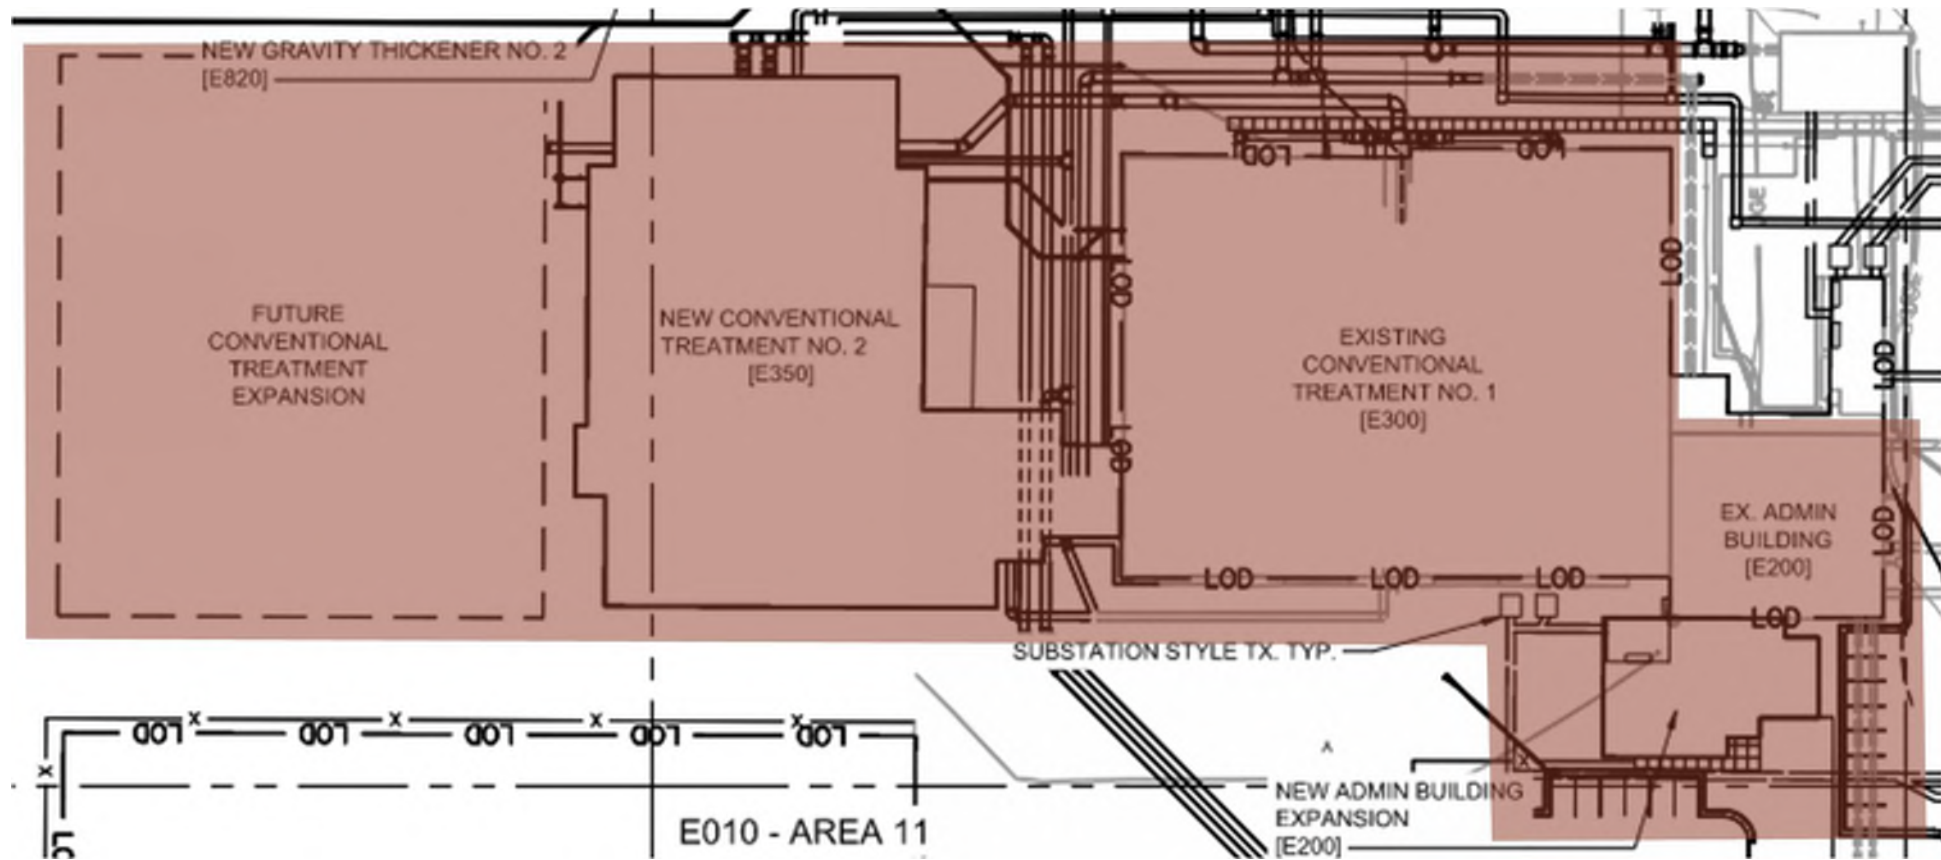 NEW GRAVITY THICKENER NO. 2
[E820]
LOD
LOD
LOD
LOD
LOD
FUTURE
CONVENTIONAL
TREATMENT
EXPANSION
NEW CONVENTIONAL
TREATMENT NO. 2
[E350]
EXISTING
CONVENTIONAL
TREATMENT NO. 1
[E300]
LOD
LOD
EX. ADMIN
BUILDING
[E200]
LOD
LOD
LOD
LOD
LOD
SUBSTATION STYLE TX. TYP.
X
X
X
X
LOD
LOD
LOD
LOD
LOD
X
X
NEW ADMIN BUILDING
EXPANSION
[E200]
E010 - AREA 11